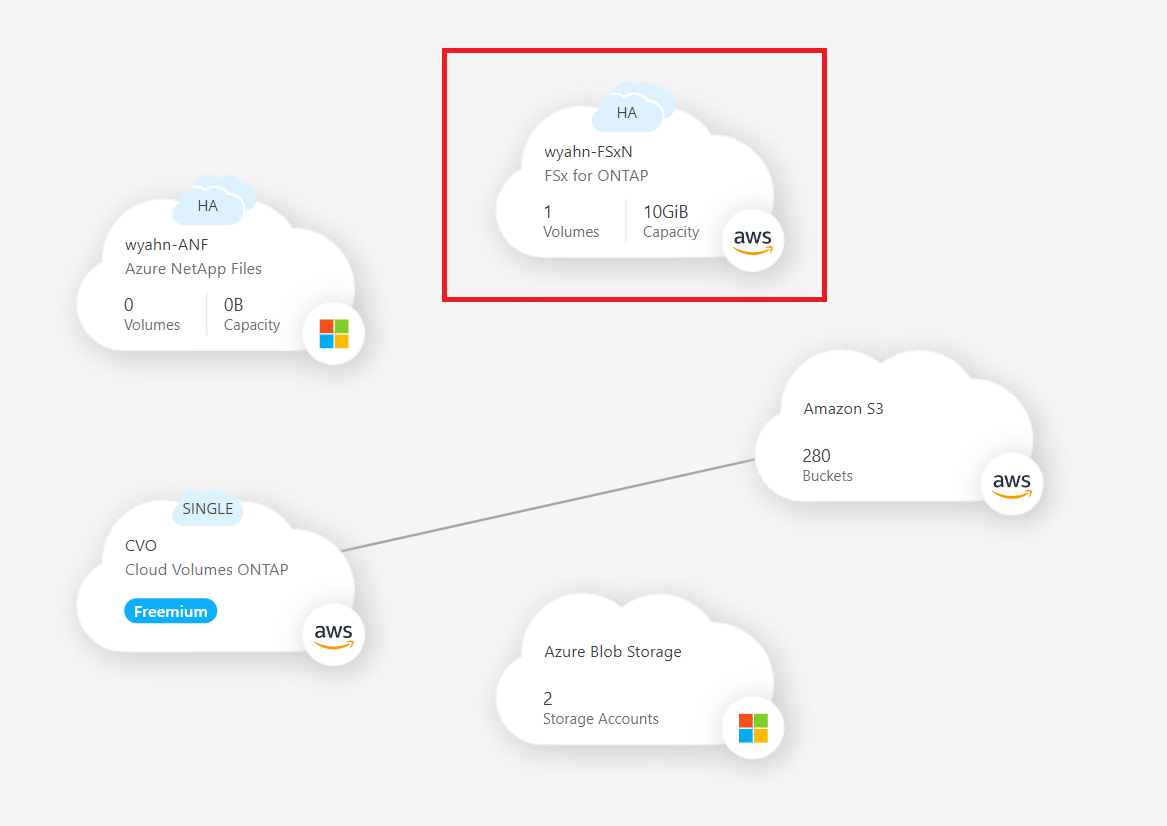 HA
wyahn-FSxN
FSx for ONTAP
1
Volumes
10GiB
Capacity
aws
HA
wyahn-ANF
Azure NetApp Files
0
Volumes
0B
Capacity
Amazon S3
280
Buckets
aws
SINGLE
CVO
Cloud Volumes ONTAP
Freemium
aws
Azure Blob Storage
2
Storage Accounts